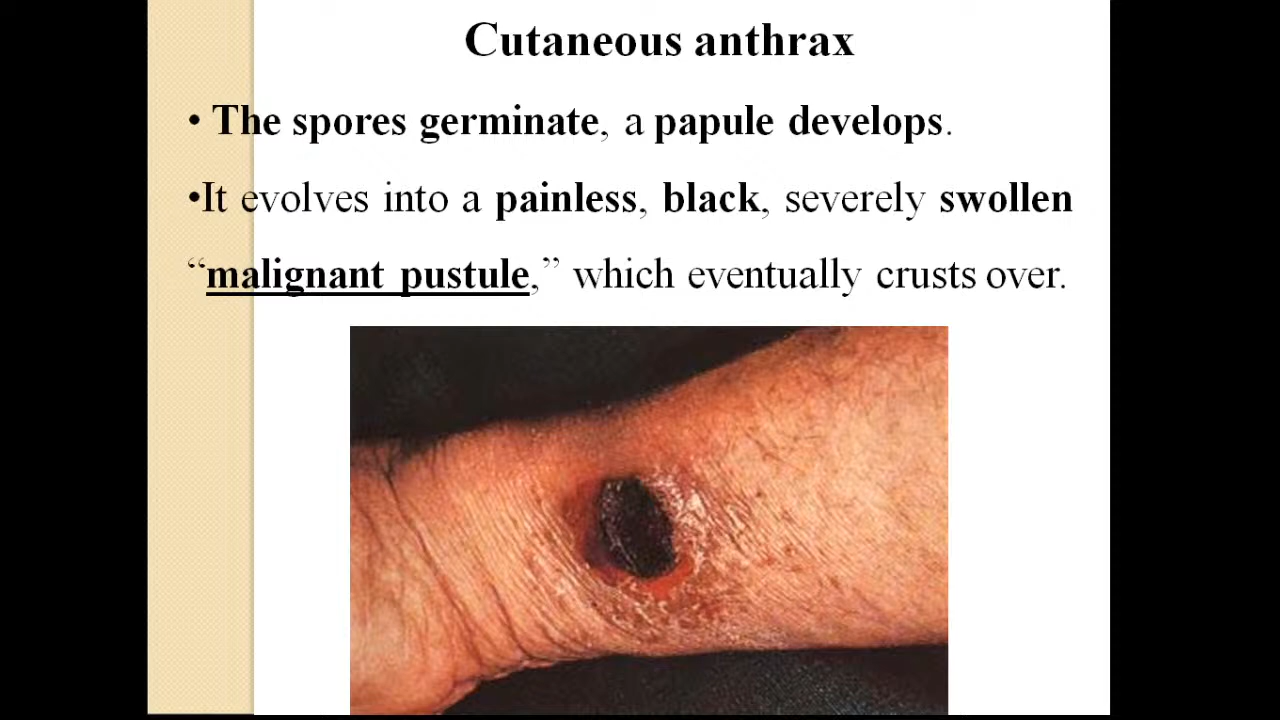 Cutaneous anthrax
• The spores germinate, a papule develops.
•It evolves into a painless, black, severely swollen
“malignant pustule,” which eventually crusts over.